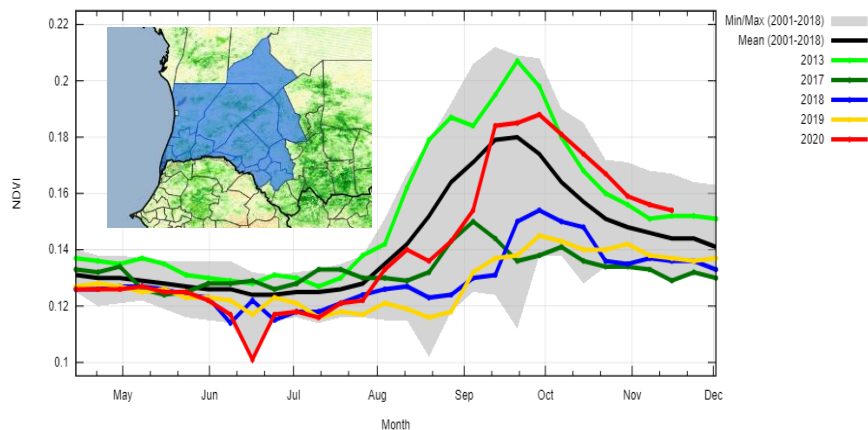 0.22
0.2
0.18
0.16
0.14
0.12
0.1
NDVI
May
Jun
Jul
Aug
Sep
Oct
Nov
Dec
Month
Min/Max (2001-2018)
Mean (2001-2018)
2013
2017
2018
2019
2020